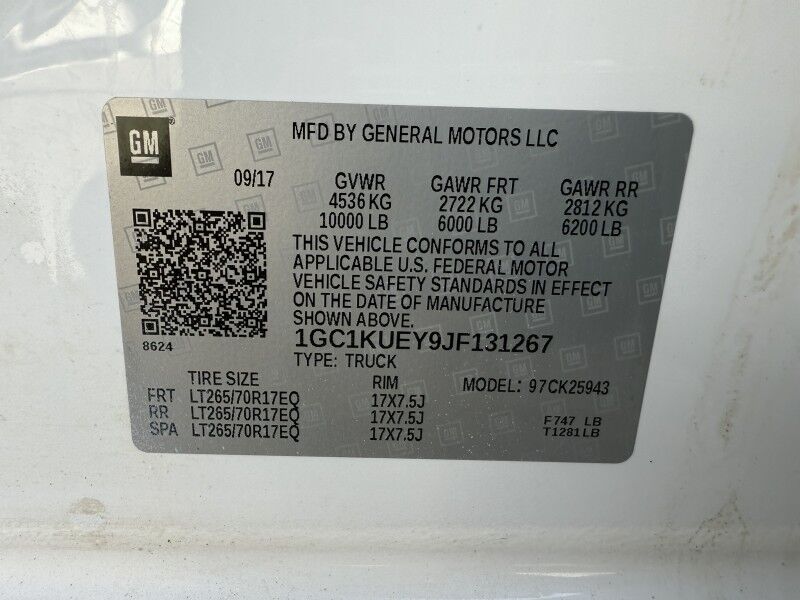 GM
MFD BY GENERAL MOTORS LLC
09/17 GVWR GAWR FRT GAWR RR
4536 KG 2722 KG 2812 KG
10000 LB 6000 LB 6200 LB
THIS VEHICLE CONFORMS TO ALL
APPLICABLE U.S. FEDERAL MOTOR
VEHICLE SAFETY STANDARDS IN EFFECT
ON THE DATE OF MANUFACTURE
SHOWN ABOVE.
8624
1GC1KUEY9JF131267
TYPE: TRUCK
TIRE SIZE RIM MODEL: 97CK25943
FRT LT265/70R17EQ 17X7.5J
RR LT265/70R17EQ 17X7.5J F747 LB
SPA LT265/70R17EQ 17X7.5J T1281LB